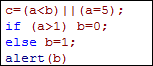 c=(a<b)||(a=5);
if (a>1) b=0;
else b=1;
alert(b)